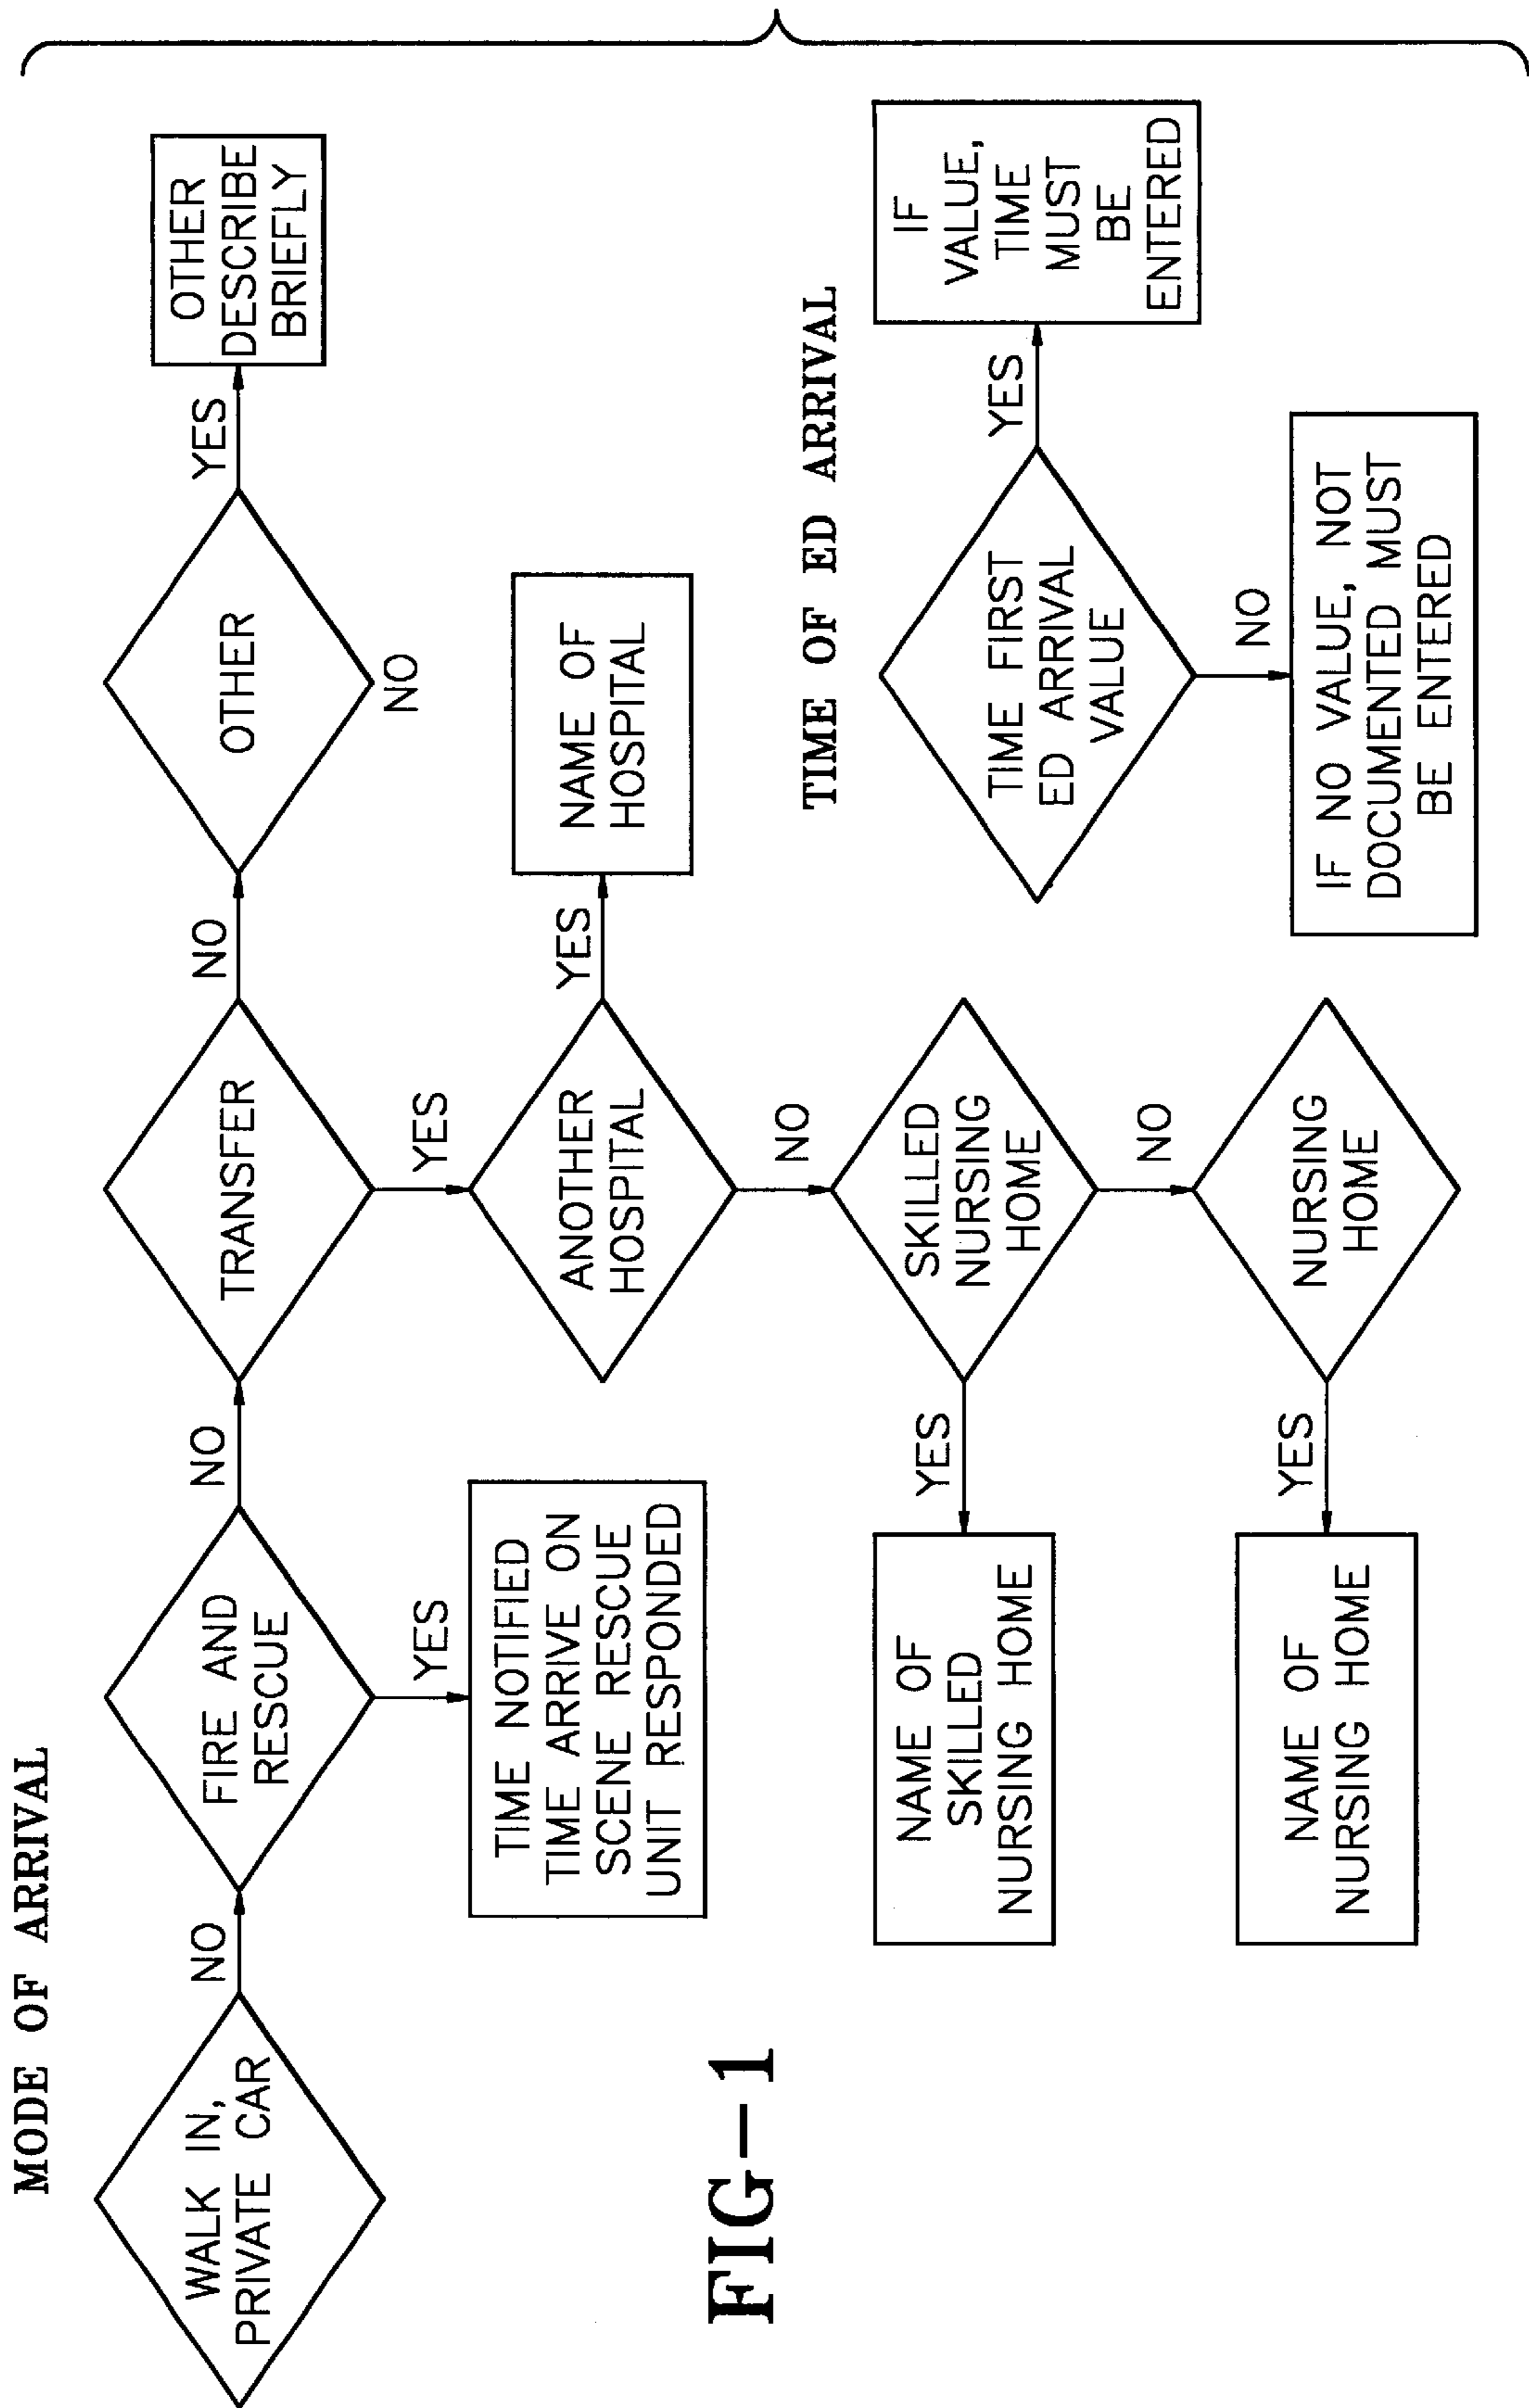 MODE OF ARRIVAL
WALK IN,
PRIVATE CAR
NO
FIRE AND
RESCUE
NO
TRANSFER
NO
OTHER
YES
OTHER
DESCRIBE
BRIEFLY
NO
YES
TIME NOTIFIED
TIME ARRIVE ON
SCENE RESCUE
UNIT RESPONDED
YES
ANOTHER
HOSPITAL
YES
NAME OF
HOSPITAL
NO
SKILLED
NURSING
HOME
YES
NAME OF
SKILLED
NURSING HOME
NO
NURSING
HOME
YES
NAME OF
NURSING HOME
TIME OF ED ARRIVAL
TIME FIRST
ED ARRIVAL
VALUE
YES
IF
VALUE,
TIME
MUST
BE
ENTERED
NO
IF NO VALUE, NOT
DOCUMENTED MUST
BE ENTERED
FIG-1